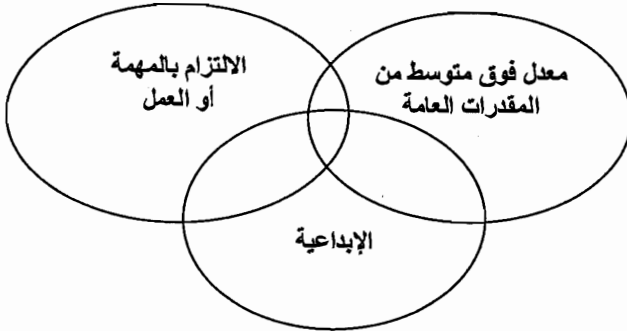 معدل فوق متوسط من
المقدرات العامة
الالتزام بالمهمة
أو العمل
الإبداعية